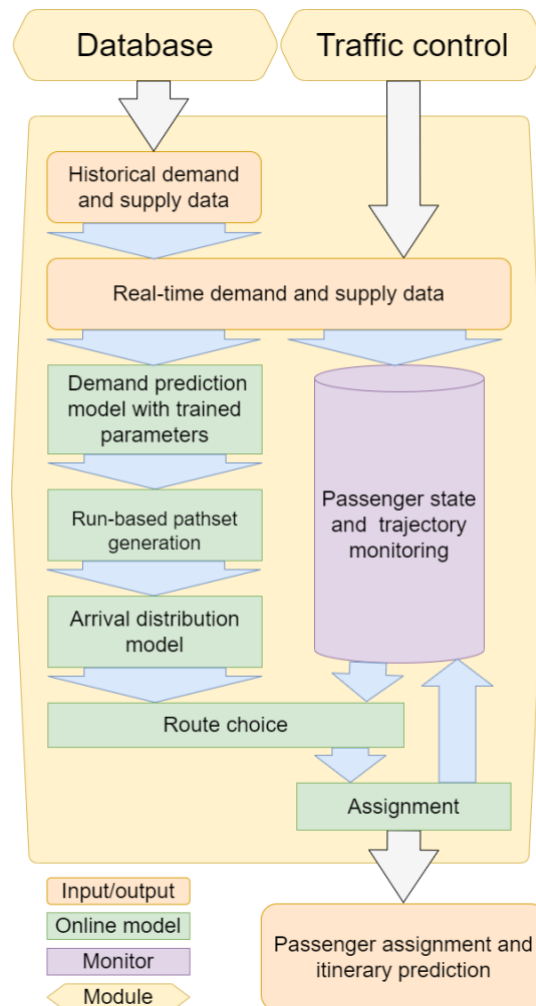 Database
Traffic control
Historical demand
and supply data
Real-time demand and supply data
Demand prediction
model with trained
parameters
Passenger state
and trajectory
monitoring
Run-based pathset
generation
Arrival distribution
model
Route choice
Assignment
Input/output
Online model
Monitor
Module
Passenger assignment and
itinerary prediction